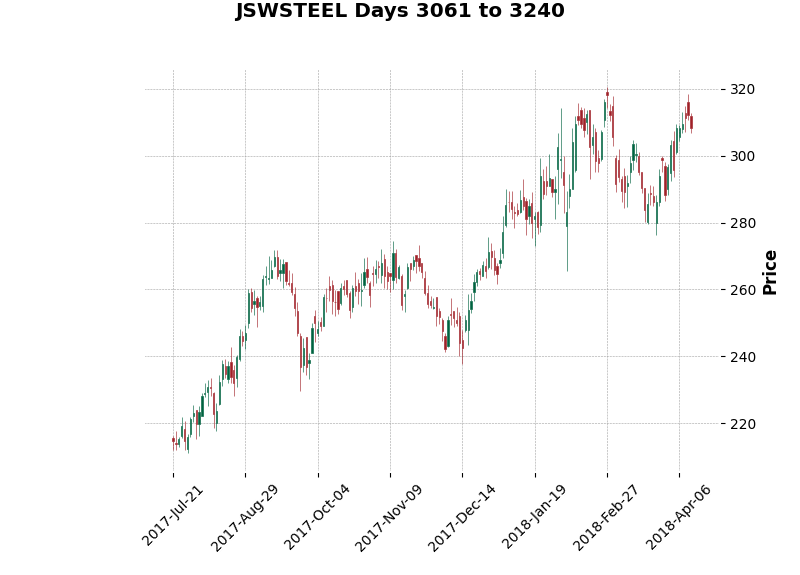 JSWSTEEL Days 3061 to 3240
320
300
280
260
240
220
Price
2017-Jul-21
2017-Aug-29
2017-Oct-04
2017-Nov-09
2017-Dec-14
2018-Jan-19
2018-Feb-27
2018-Apr-06